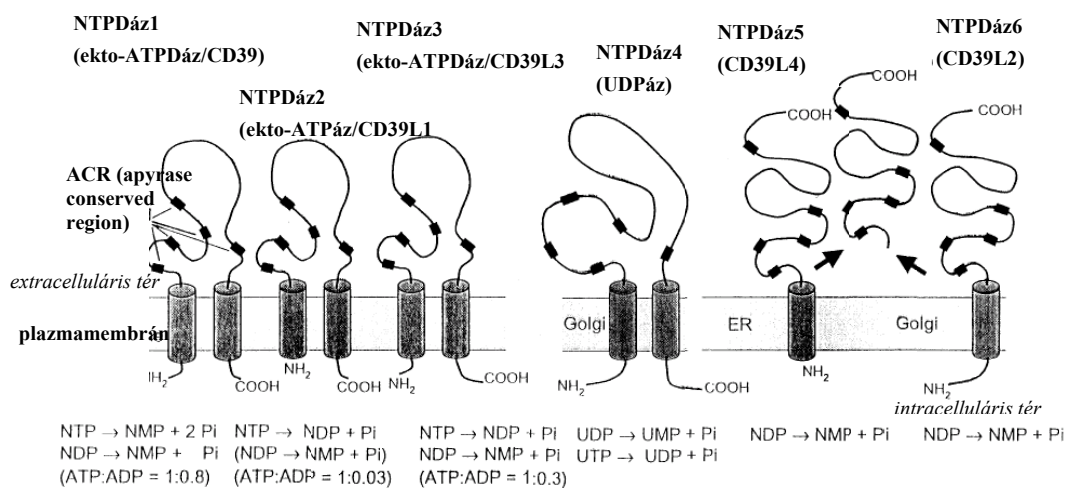 NTPDáz1
(ekto-ATPDáz/CD39)
NTPDáz2
(ekto-ATPáz/CD39L1
NTPDáz3
(ekto-ATPDáz/CD39L3
NTPDáz4
(UDPáz)
NTPDáz5
(CD39L4)
NTPDáz6
(CD39L2)
COOH
COOH
COOH
ACR (apyrase
conserved
region)
extracelluláris tér
plazmamembrán
Golgi
ER
Golgi
NH2
COOH
NH2
COOH
NH2
COOH
NH2
COOH
NH2
NH2
intracelluláris tér
NTP → NMP + 2 Pi
NDP → NMP + Pi
(ATP:ADP = 1:0.8)
NTP → NDP + Pi
(NDP → NMP + Pi)
(ATP:ADP = 1:0.03)
NTP → NDP + Pi
NDP → NMP + Pi
(ATP:ADP = 1:0.3)
UDP → UMP + Pi
UTP → UDP + Pi
NDP → NMP + Pi
NDP → NMP + Pi